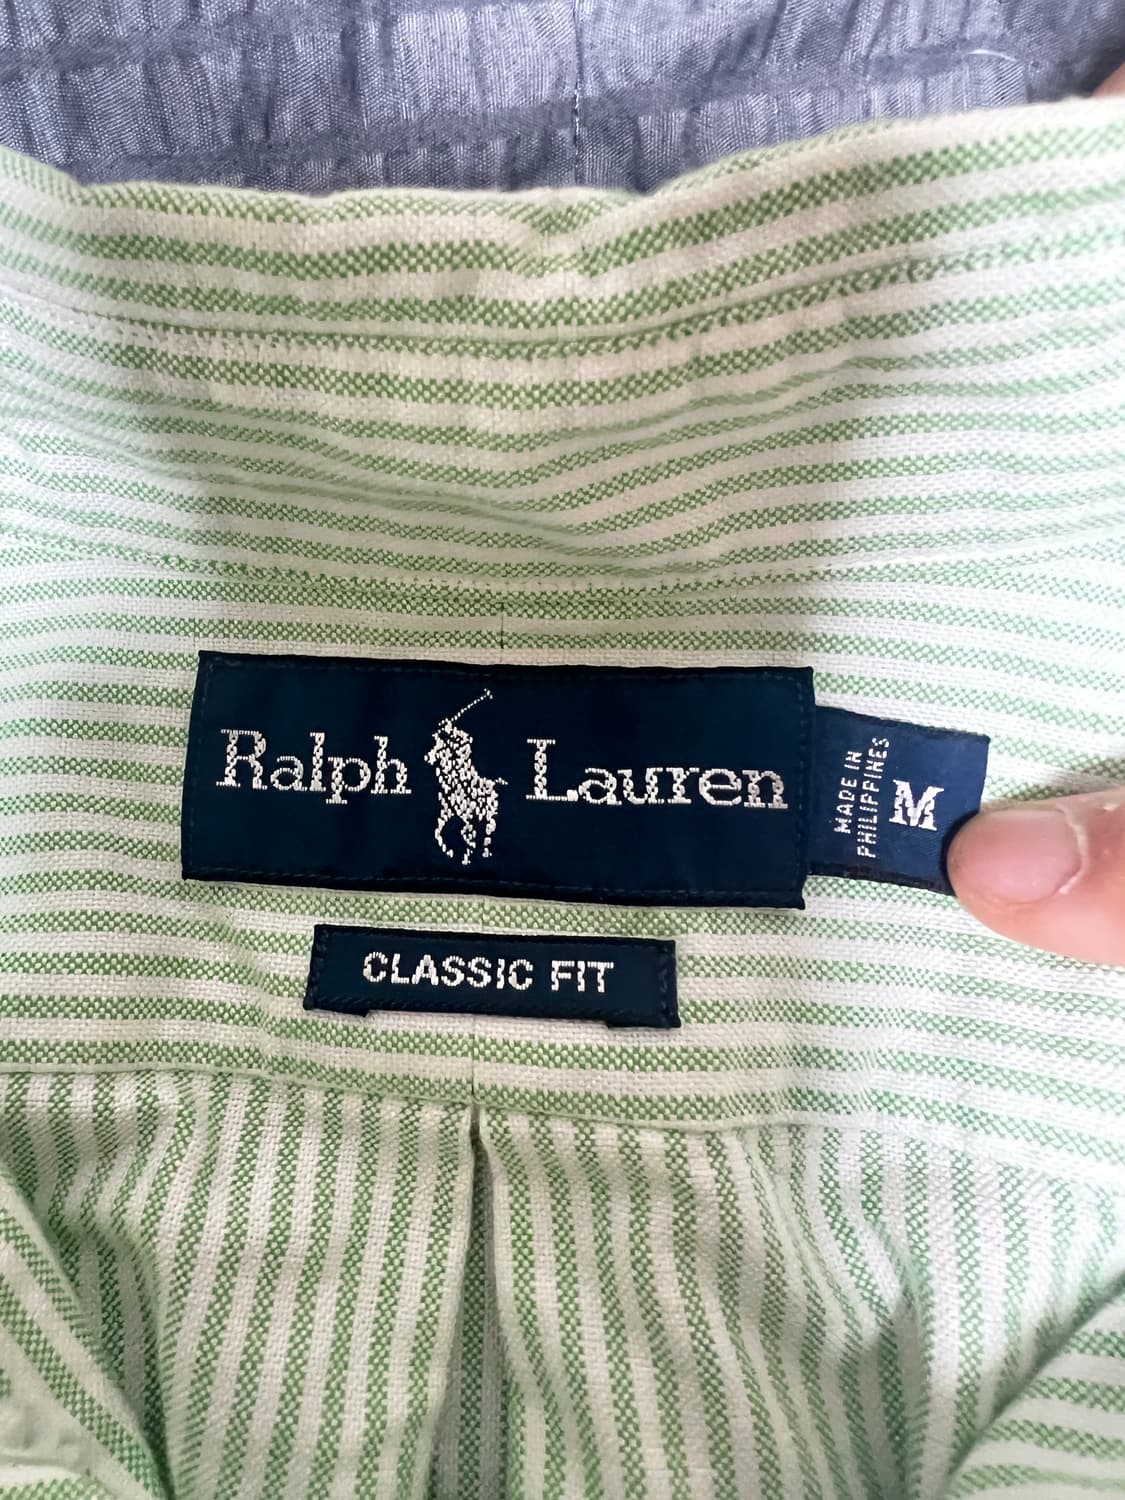 Ralph Lauren
MADE IN
PHILIPPINES
M
CLASSIC FIT